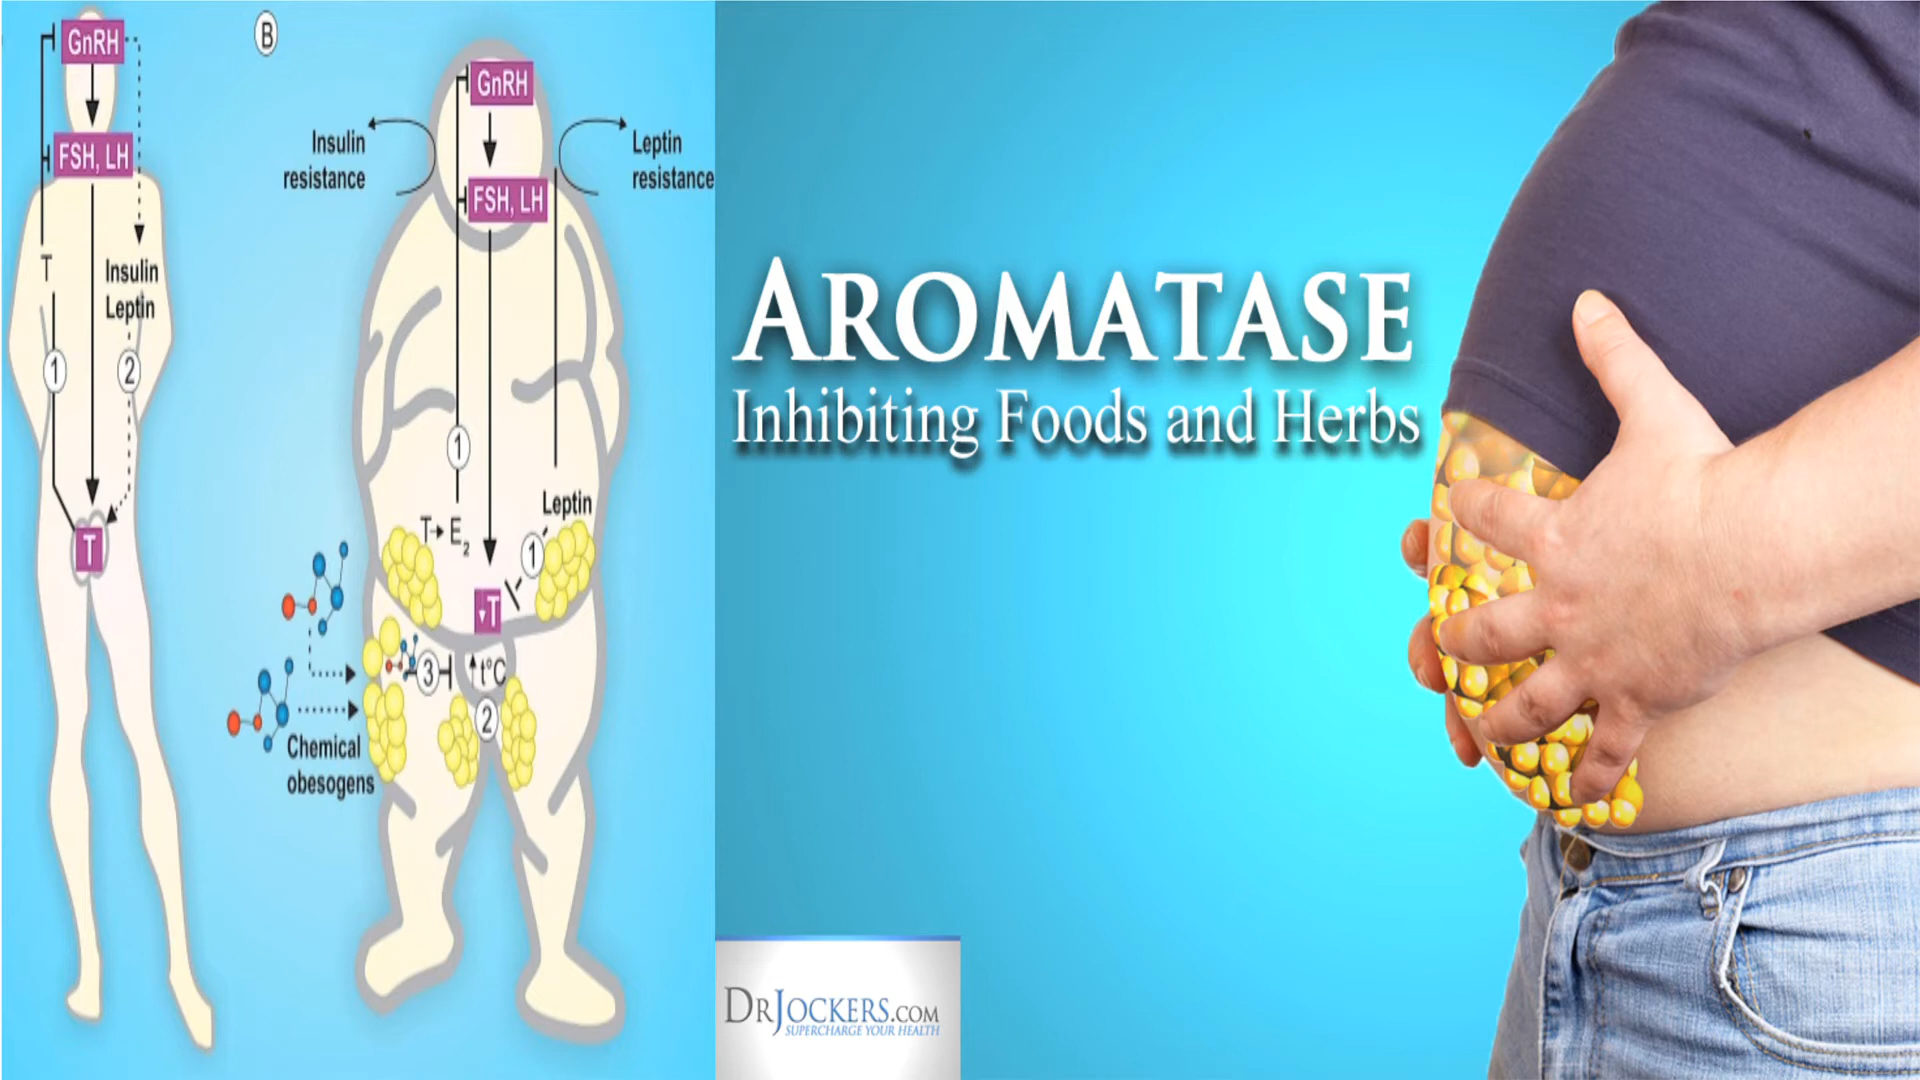 GnRH
FSH, LH
T
Insulin
Leptin
1
2
T
B
GnRH
Insulin
resistance
Leptin
resistance
FSH, LH
1
T→E2
Leptin
1
▾T
3
↑t°C
2
Chemical
obesogens
AROMATASE
Inhibiting Foods and Herbs
DRJOCKERS.COM
SUPERCHARGE YOUR HEALTH